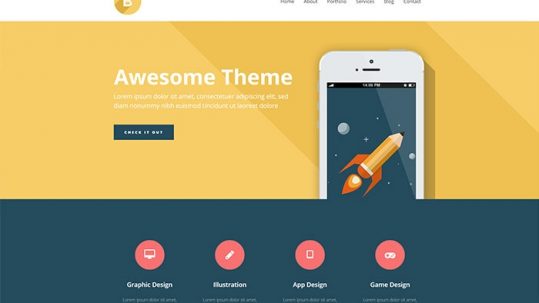 B
Home About Portfolio Services Blog Contact
Awesome Theme
Lorem ipsum dolor sit amet, consectetuer adipiscing elit, sed
diam nonummy nibh euismod tincidunt ut laoreet dolore
CHECK IT OUT
14:06 PM
Graphic Design Illustration App Design Game Design
Lorem ipsum dolor sit amet, Lorem ipsum dolor sit amet, Lorem ipsum dolor sit amet, Lorem ipsum dolor sit amet,